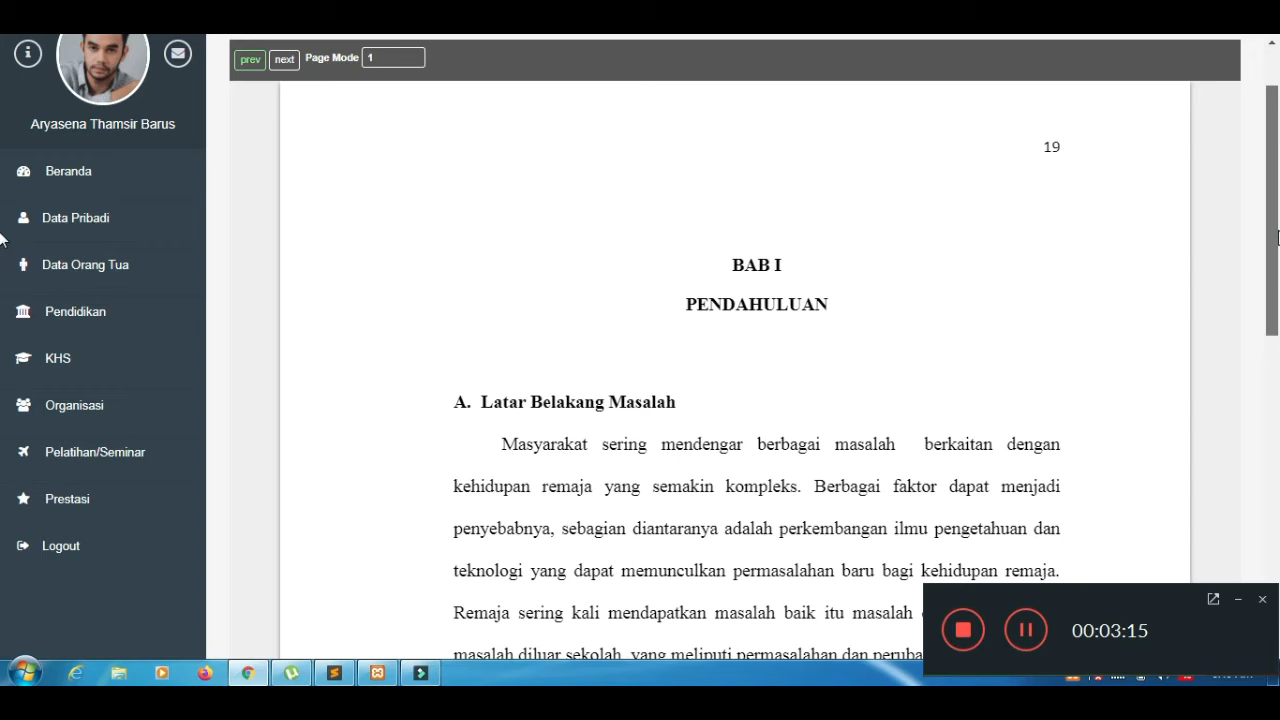 prev next Page Mode 1
Aryasena Thamsir Barus
Beranda
Data Pribadi
Data Orang Tua
Pendidikan
KHS
Organisasi
Pelatihan/Seminar
Prestasi
Logout
19
BAB I
PENDAHULUAN
A. Latar Belakang Masalah
Masyarakat sering mendengar berbagai masalah berkaitan dengan
kehidupan remaja yang semakin kompleks. Berbagai faktor dapat menjadi
penyebabnya, sebagian diantaranya adalah perkembangan ilmu pengetahuan dan
teknologi yang dapat memunculkan permasalahan baru bagi kehidupan remaja.
Remaja sering kali mendapatkan masalah baik itu masalah
masalah diluar sekolah, yang meliputi permasalahan dan
00:03:15